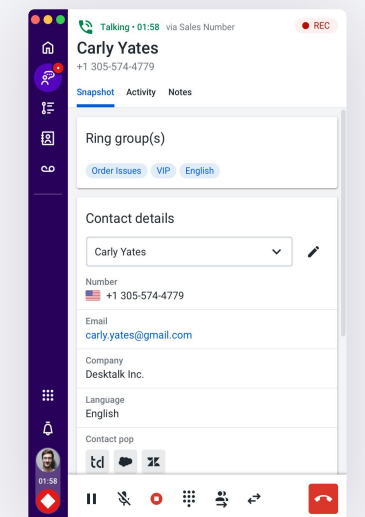 Talking • 01:58 via Sales Number
REC
Carly Yates
+1 305-574-4779
Snapshot Activity Notes
Ring group(s)
Order Issues VIP English
Contact details
Carly Yates
Number
+1 305-574-4779
Email
carly.yates@gmail.com
Company
Desktalk Inc.
Language
English
Contact pop
td
01:58